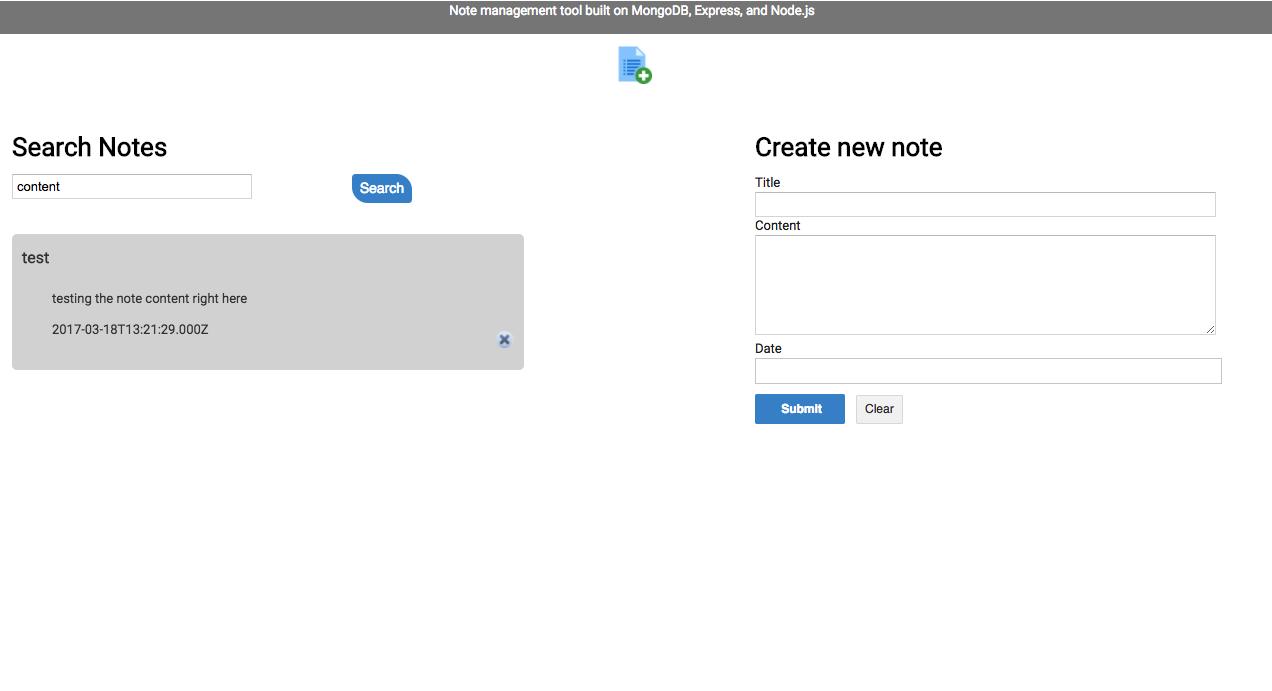 Note management tool built on MongoDB, Express, and Node.js
Search Notes
content
Search
test
testing the note content right here
2017-03-18T13:21:29.000Z
Create new note
Title
Content
Date
Submit
Clear